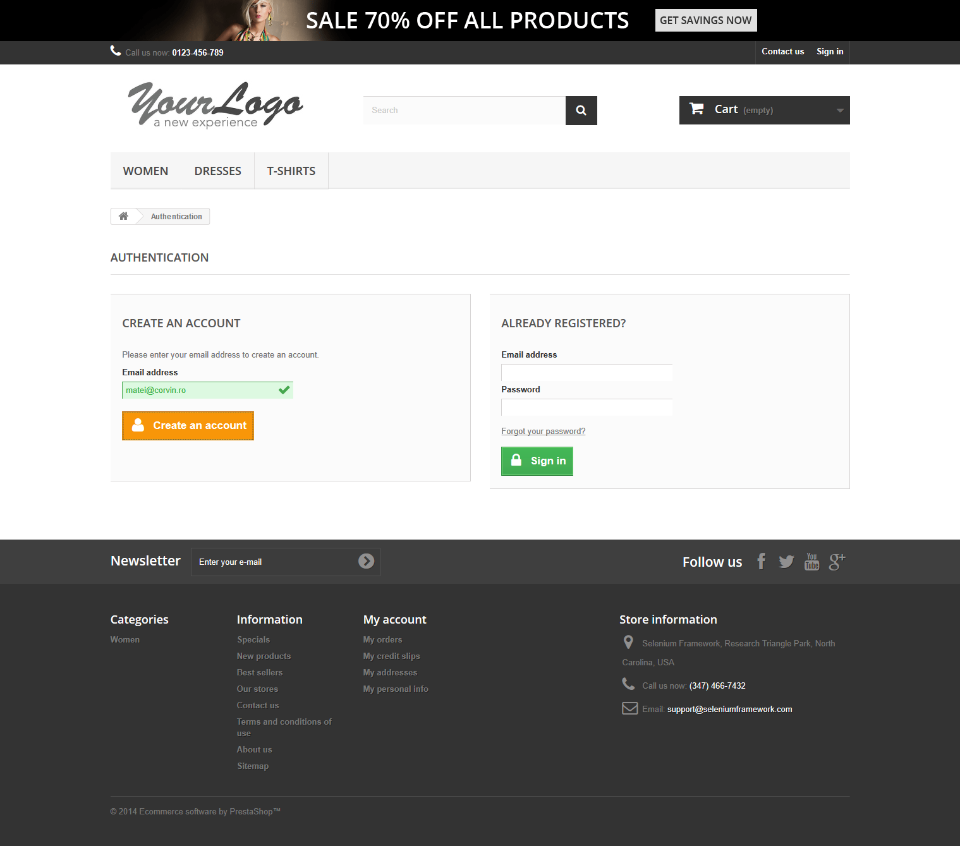 SALE 70% OFF ALL PRODUCTS
GET SAVINGS NOW
Call us now: 0123-456-789
Contact us
Sign in
YourLogo
a new experience
Search
Cart (empty)
WOMEN
DRESSES
T-SHIRTS
Authentication
AUTHENTICATION
CREATE AN ACCOUNT
Please enter your email address to create an account.
Email address
matei@corvin.ro
Create an account
ALREADY REGISTERED?
Email address
Password
Forgot your password?
Sign in
Newsletter
Enter your e-mail
Follow us
You
Tube
Categories
Women
Information
Specials
New products
Best sellers
Our stores
Contact us
Terms and conditions of
use
About us
Sitemap
My account
My orders
My credit slips
My addresses
My personal info
Store information
Selenium Framework, Research Triangle Park, North
Carolina, USA
Call us now: (347) 466-7432
Email: support@seleniumframework.com
© 2014 Ecommerce software by PrestaShop™